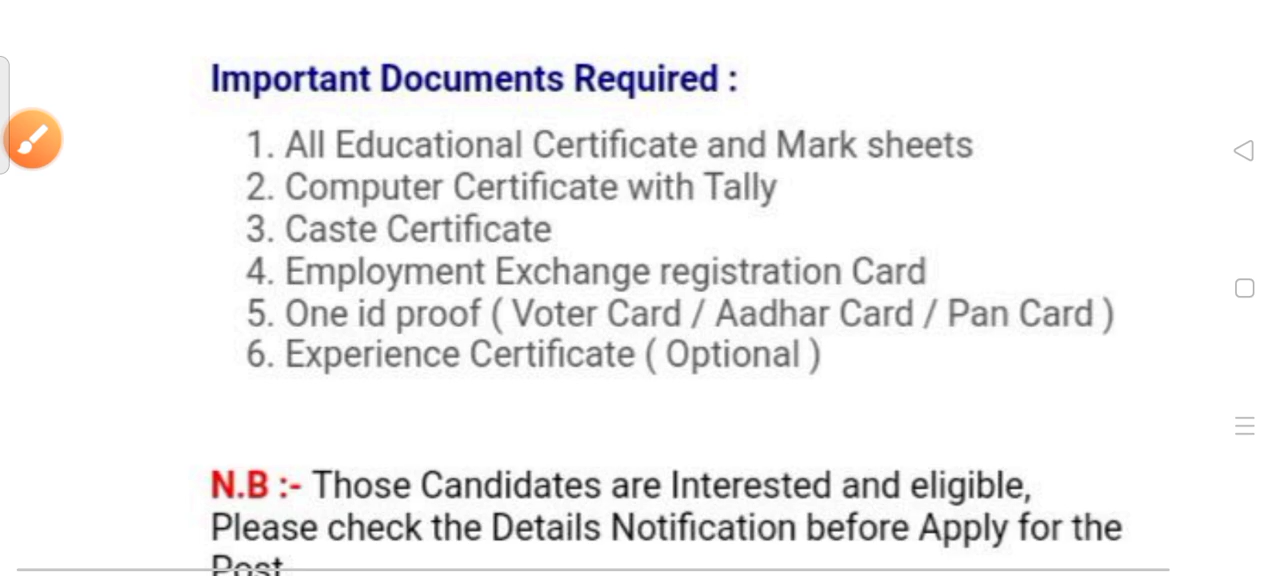 Important Documents Required :
1. All Educational Certificate and Mark sheets
2. Computer Certificate with Tally
3. Caste Certificate
4. Employment Exchange registration Card
5. One id proof ( Voter Card / Aadhar Card / Pan Card )
6. Experience Certificate ( Optional )
N.B :- Those Candidates are Interested and eligible,
Please check the Details Notification before Apply for the
Post